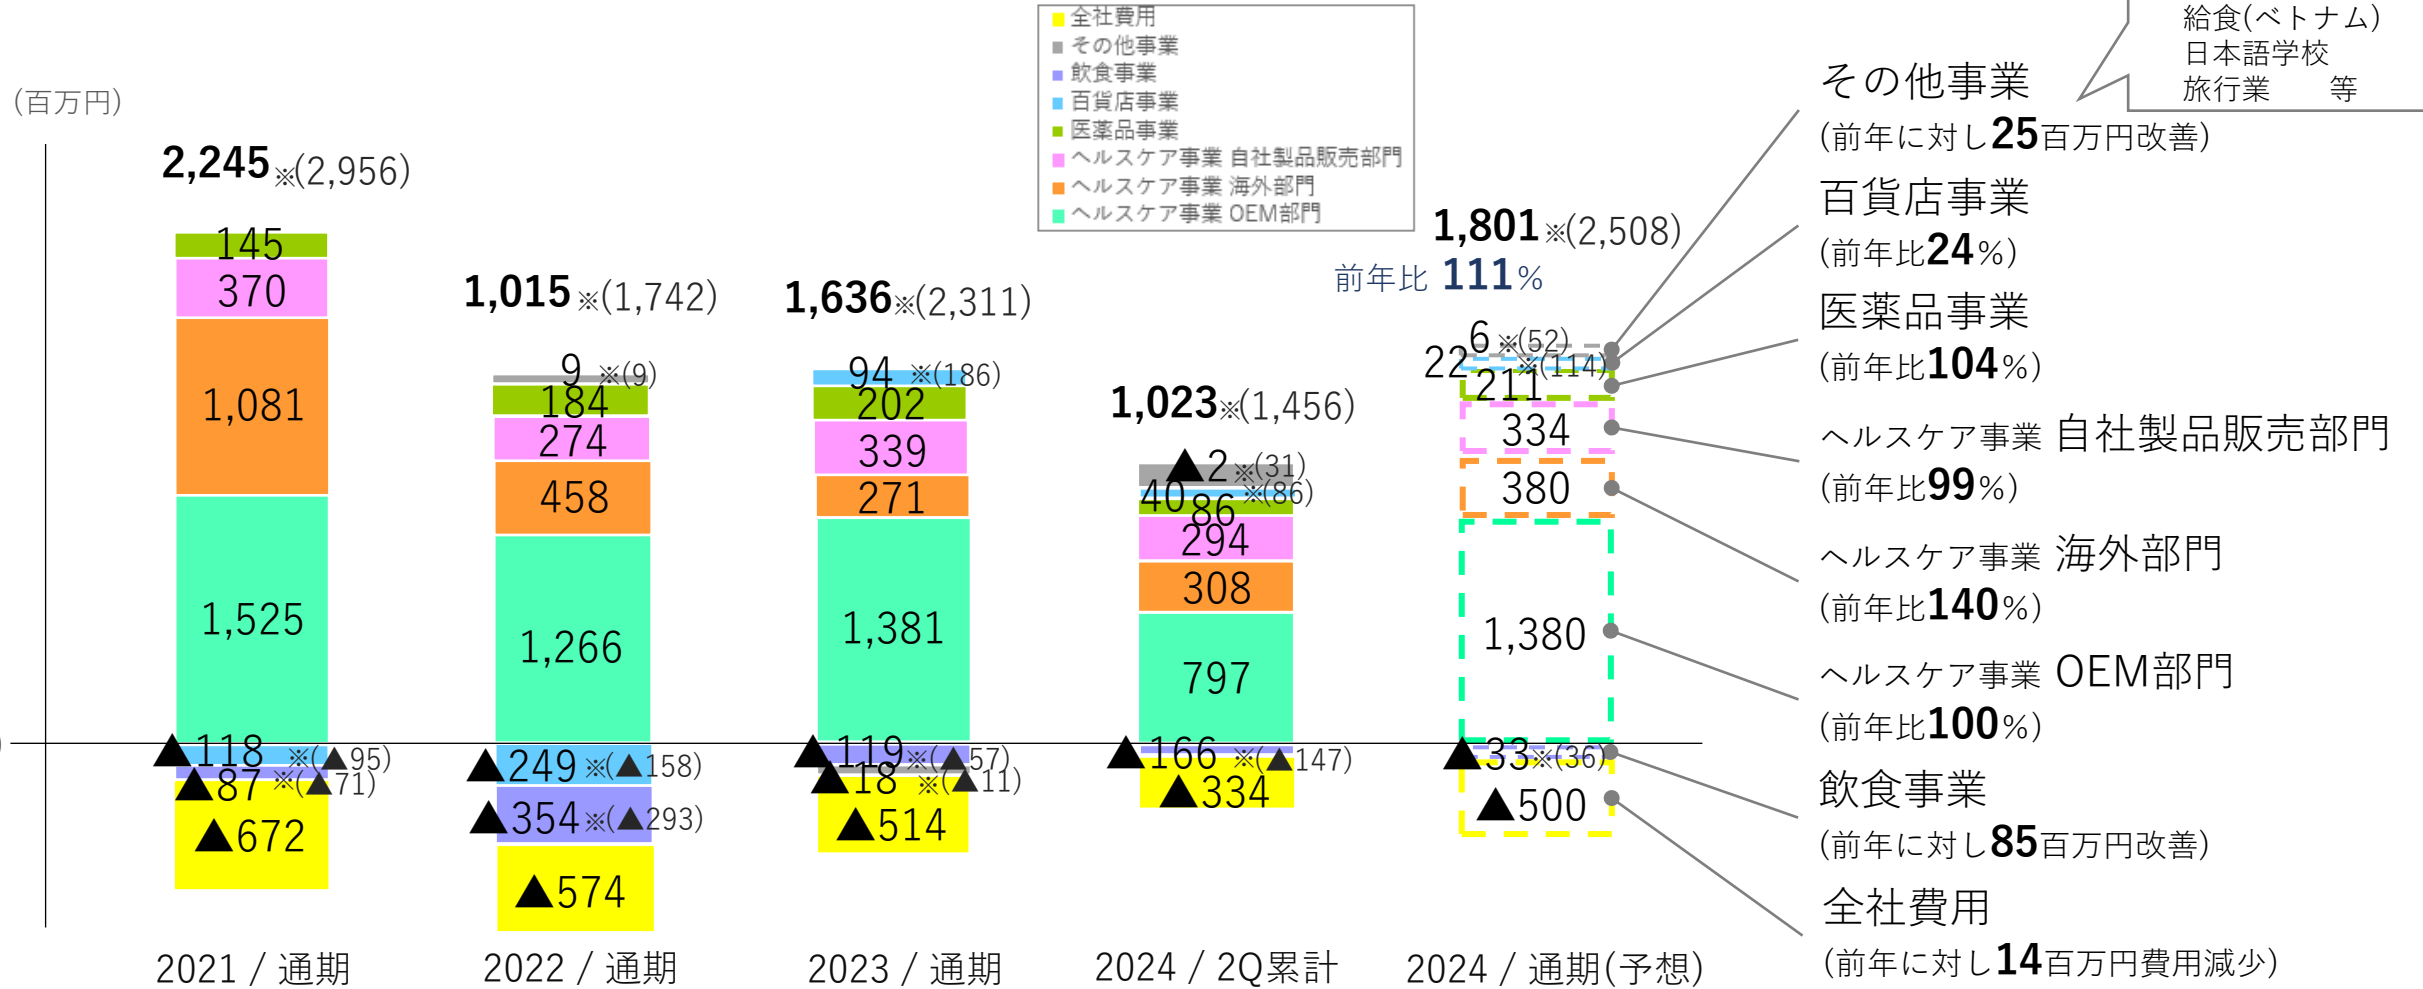 全社費用
その他事業
飲食事業
百貨店事業
医薬品事業
ヘルスケア事業 自社製品販売部門
ヘルスケア事業 海外部門
ヘルスケア事業 OEM部門
給食(ベトナム)
日本語学校
旅行業　　等
(百万円)
2,245※(2,956)
145
370
1,081
1,525
▲118 ※(▲95)
▲87 ※(▲71)
▲672
2021 / 通期
1,015※(1,742)
9 ※(9)
184
274
458
1,266
▲249※(▲158)
▲354※(▲293)
▲574
2022 / 通期
1,636※(2,311)
94 ※(186)
202
339
271
1,381
▲119※(▲57)
▲18 ※(▲11)
▲514
2023 / 通期
1,023※(1,456)
▲2※(31)
40 ※(86)
86
294
308
797
▲166 ※(▲147)
▲334
2024 / 2Q累計
1,801※(2,508)
前年比 111%
6※(52)
22 ※(114)
211
334
380
1,380
▲33※(36)
▲500
2024 / 通期(予想)
その他事業
(前年に対し25百万円改善)
百貨店事業
(前年比24%)
医薬品事業
(前年比104%)
ヘルスケア事業 自社製品販売部門
(前年比99%)
ヘルスケア事業 海外部門
(前年比140%)
ヘルスケア事業 OEM部門
(前年比100%)
飲食事業
(前年に対し85百万円改善)
全社費用
(前年に対し14百万円費用減少)